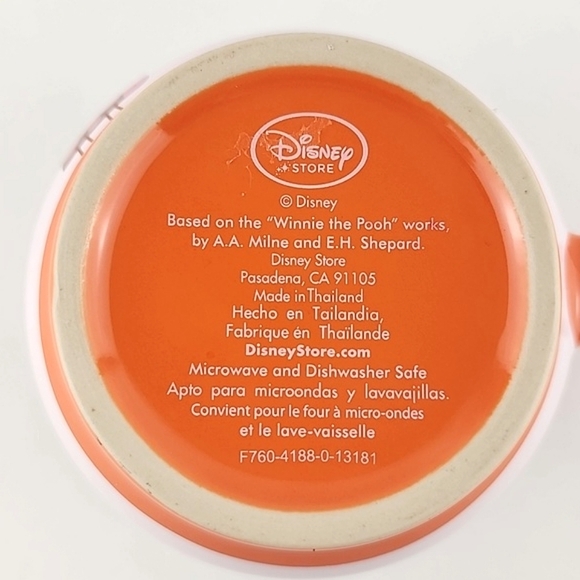 Disney
STORE
© Disney
Based on the "Winnie the Pooh" works,
by A.A. Milne and E.H. Shepard.
Disney Store
Pasadena, CA 91105
Made in Thailand
Hecho en Tailandia,
Fabriqué en Thaïlande
DisneyStore.com
Microwave and Dishwasher Safe
Apto para microondas y lavavajillas.
Convient pour le four à micro-ondes
et le lave-vaisselle
F760-4188-0-13181